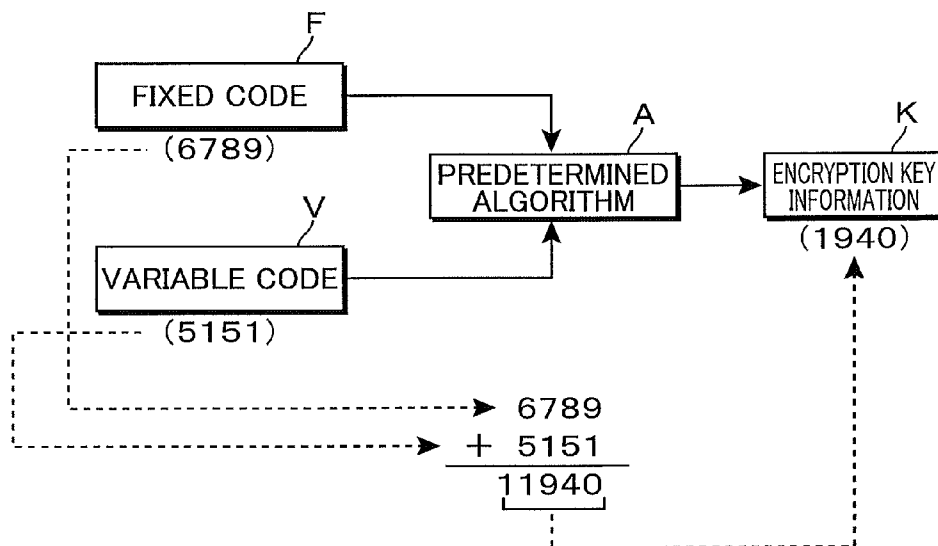 F
FIXED CODE
(6789)
A
PREDETERMINED
ALGORITHM
K
ENCRYPTION KEY
INFORMATION
(1940)
V
VARIABLE CODE
(5151)
6789
+ 5151
11940